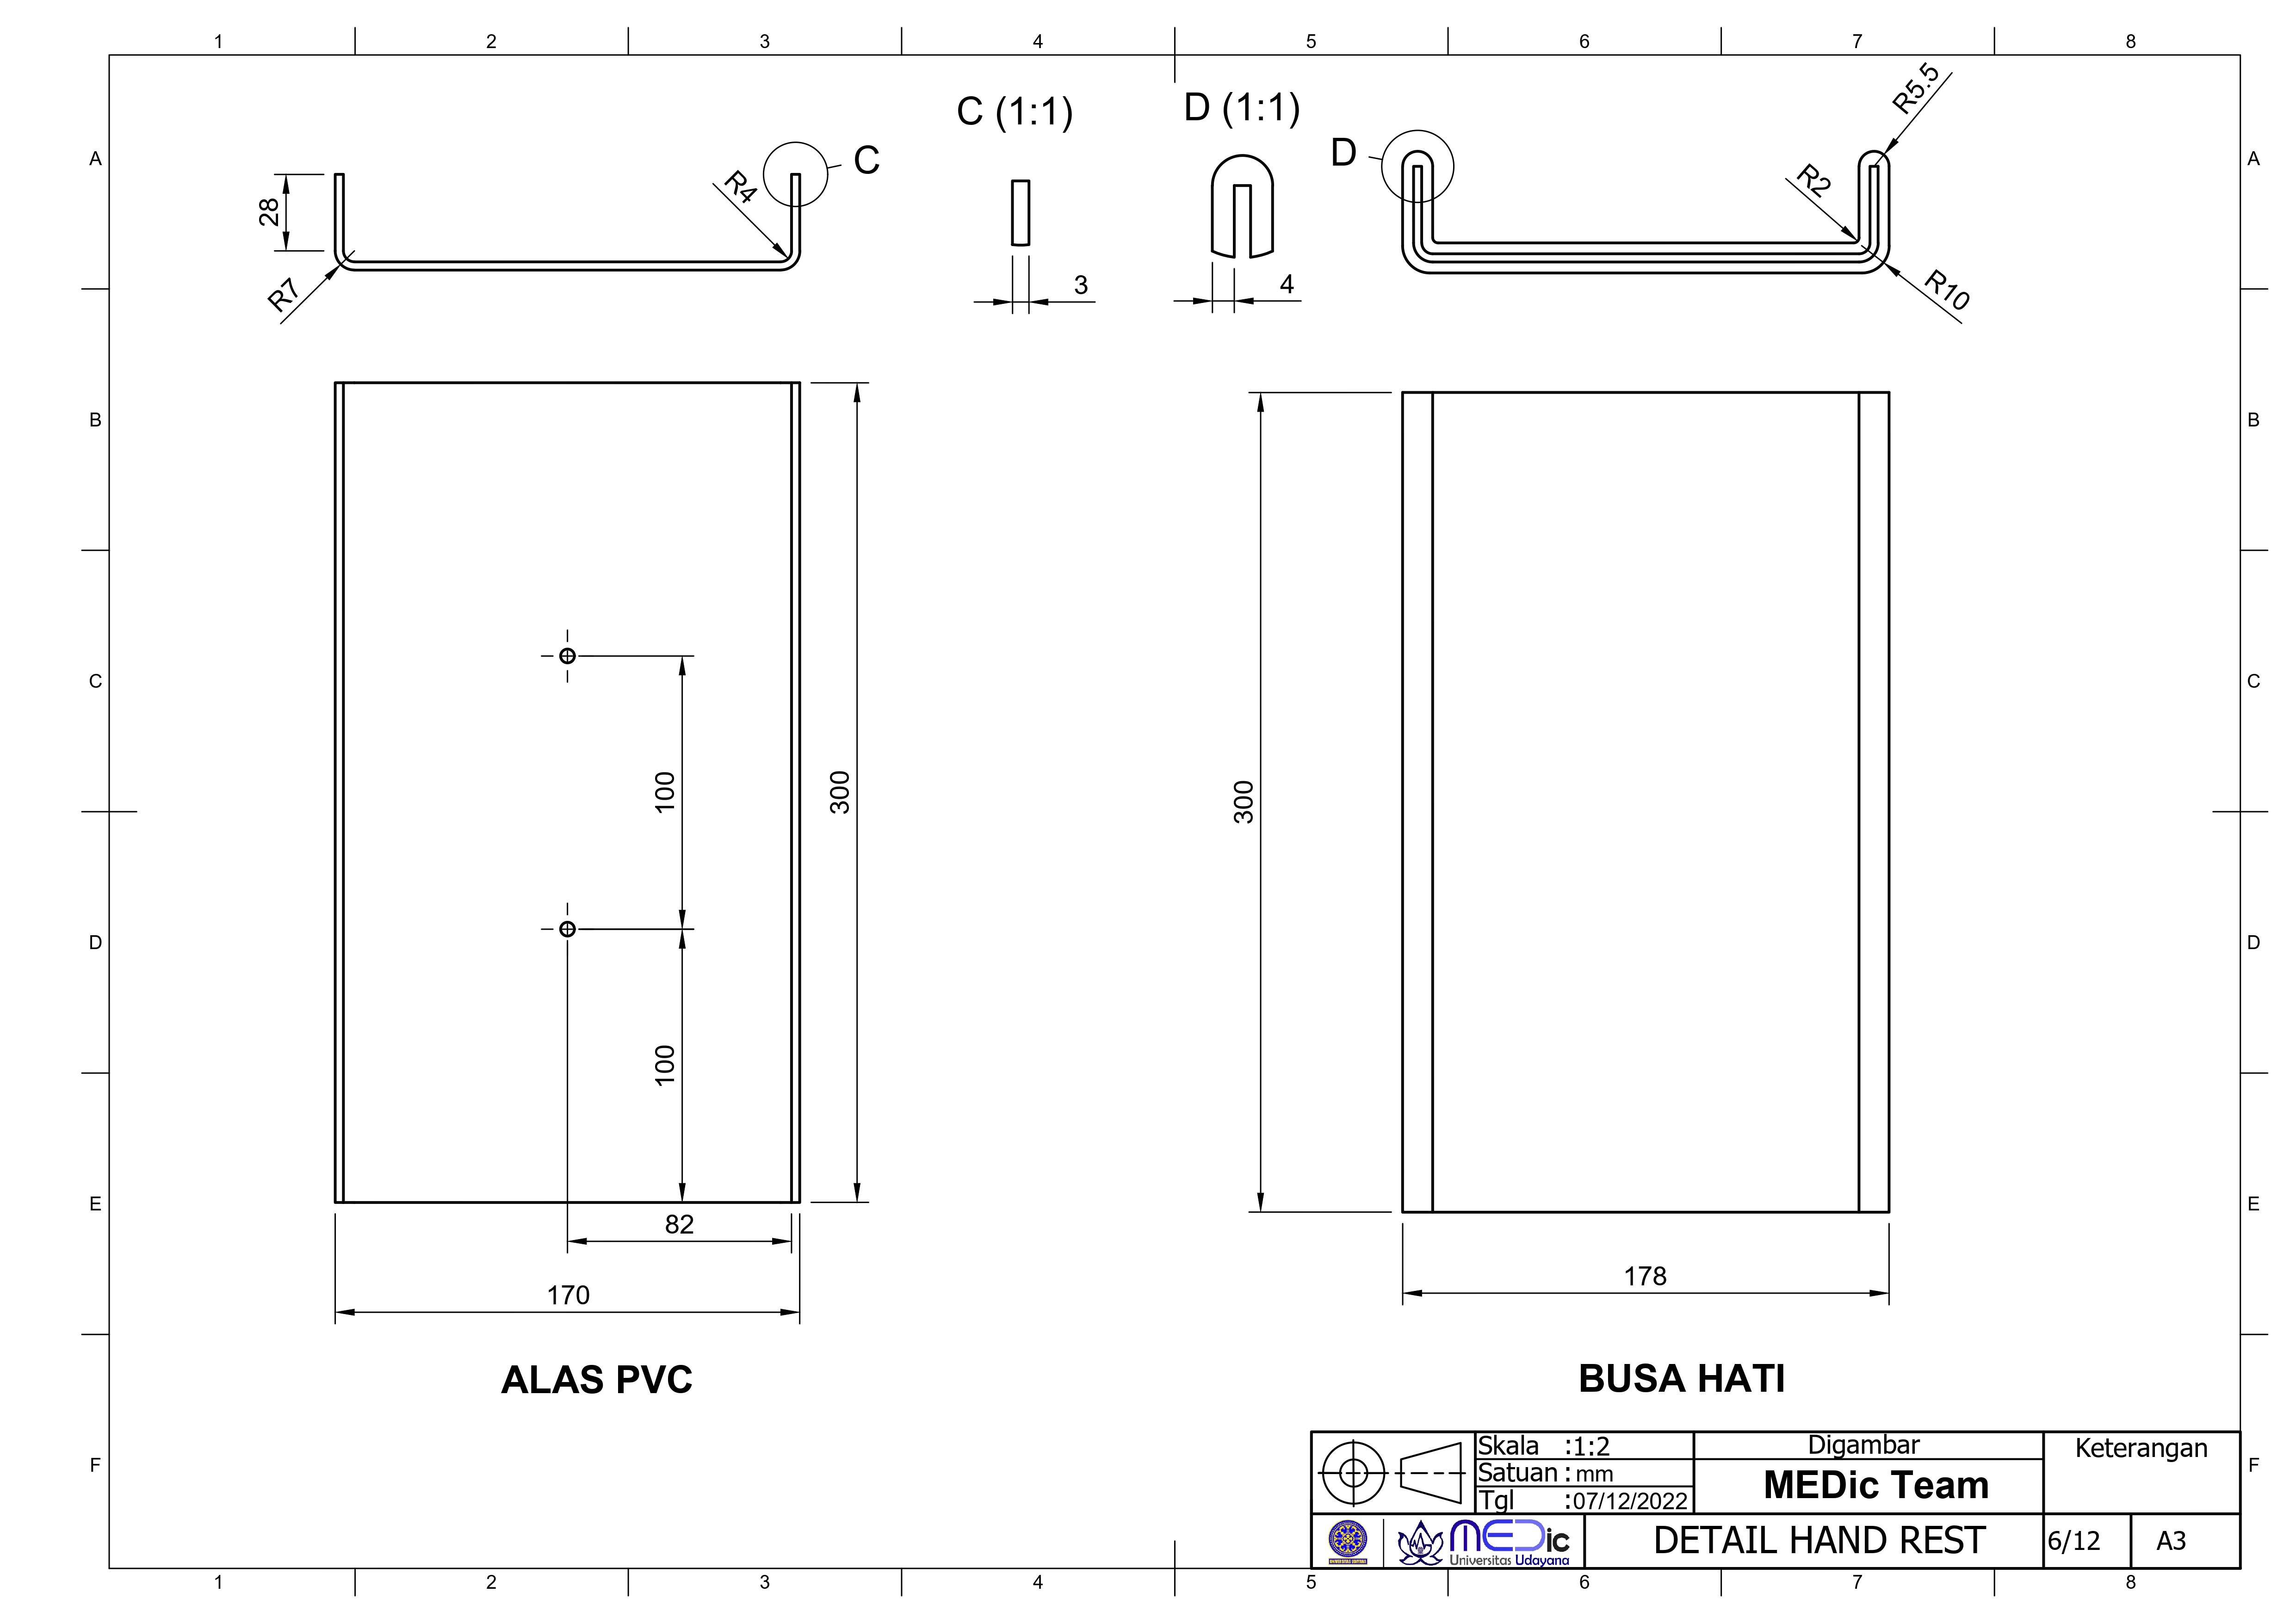 1 2 3 4 5 6 7 8
A
A
C (1:1)
D (1:1)
C
D
28
R4
R7
3
4
R5.5
R2
R10
B
B
C
C
100
300
300
D
D
100
E
E
82
170
178
ALAS PVC
BUSA HATI
F
F
Skala :1:2
Satuan : mm
Tgl :07/12/2022
Digambar
MEDic Team
Keterangan
MEDic
Universitas Udayana
DETAIL HAND REST
6/12
A3
1 2 3 4 5 6 7 8